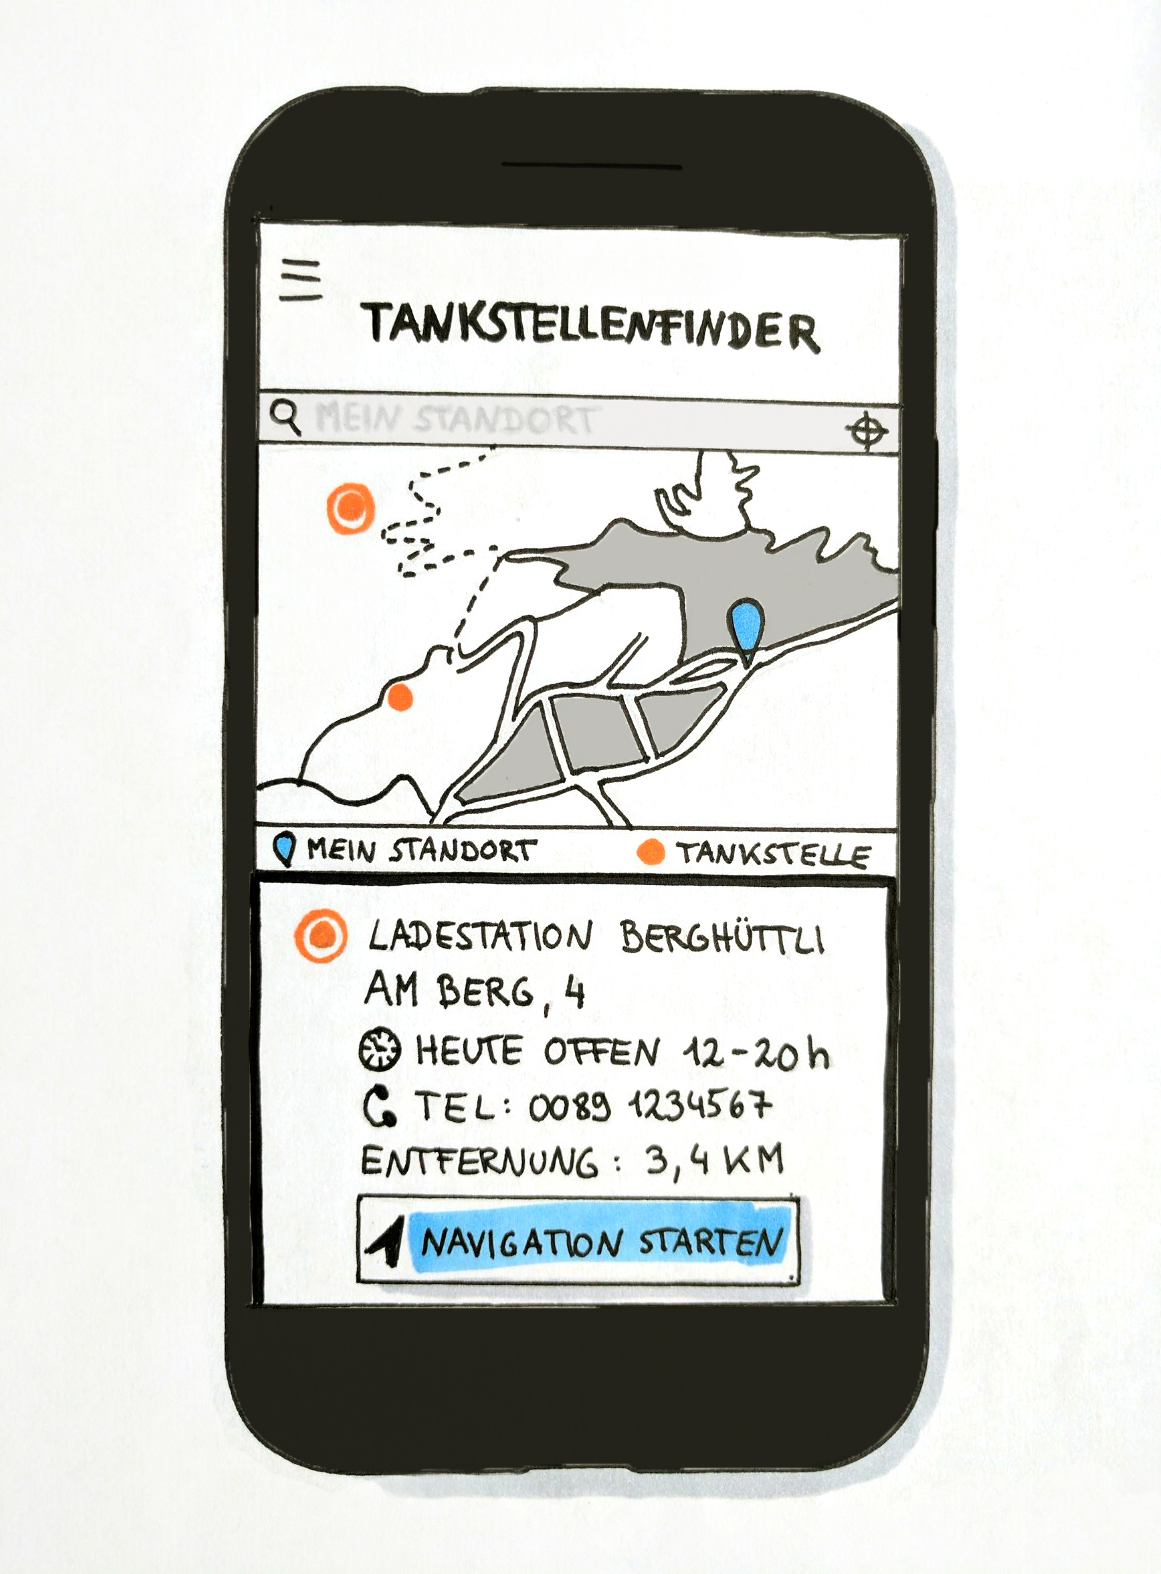 TANKSTELLENFINDER
MEIN STANDORT
MEIN STANDORT
TANKSTELLE
LADESTATION BERGHÜTTLI
AM BERG, 4
HEUTE OFFEN 12-20h
TEL: 0089 1234567
ENTFERNUNG: 3,4 KM
NAVIGATION STARTEN